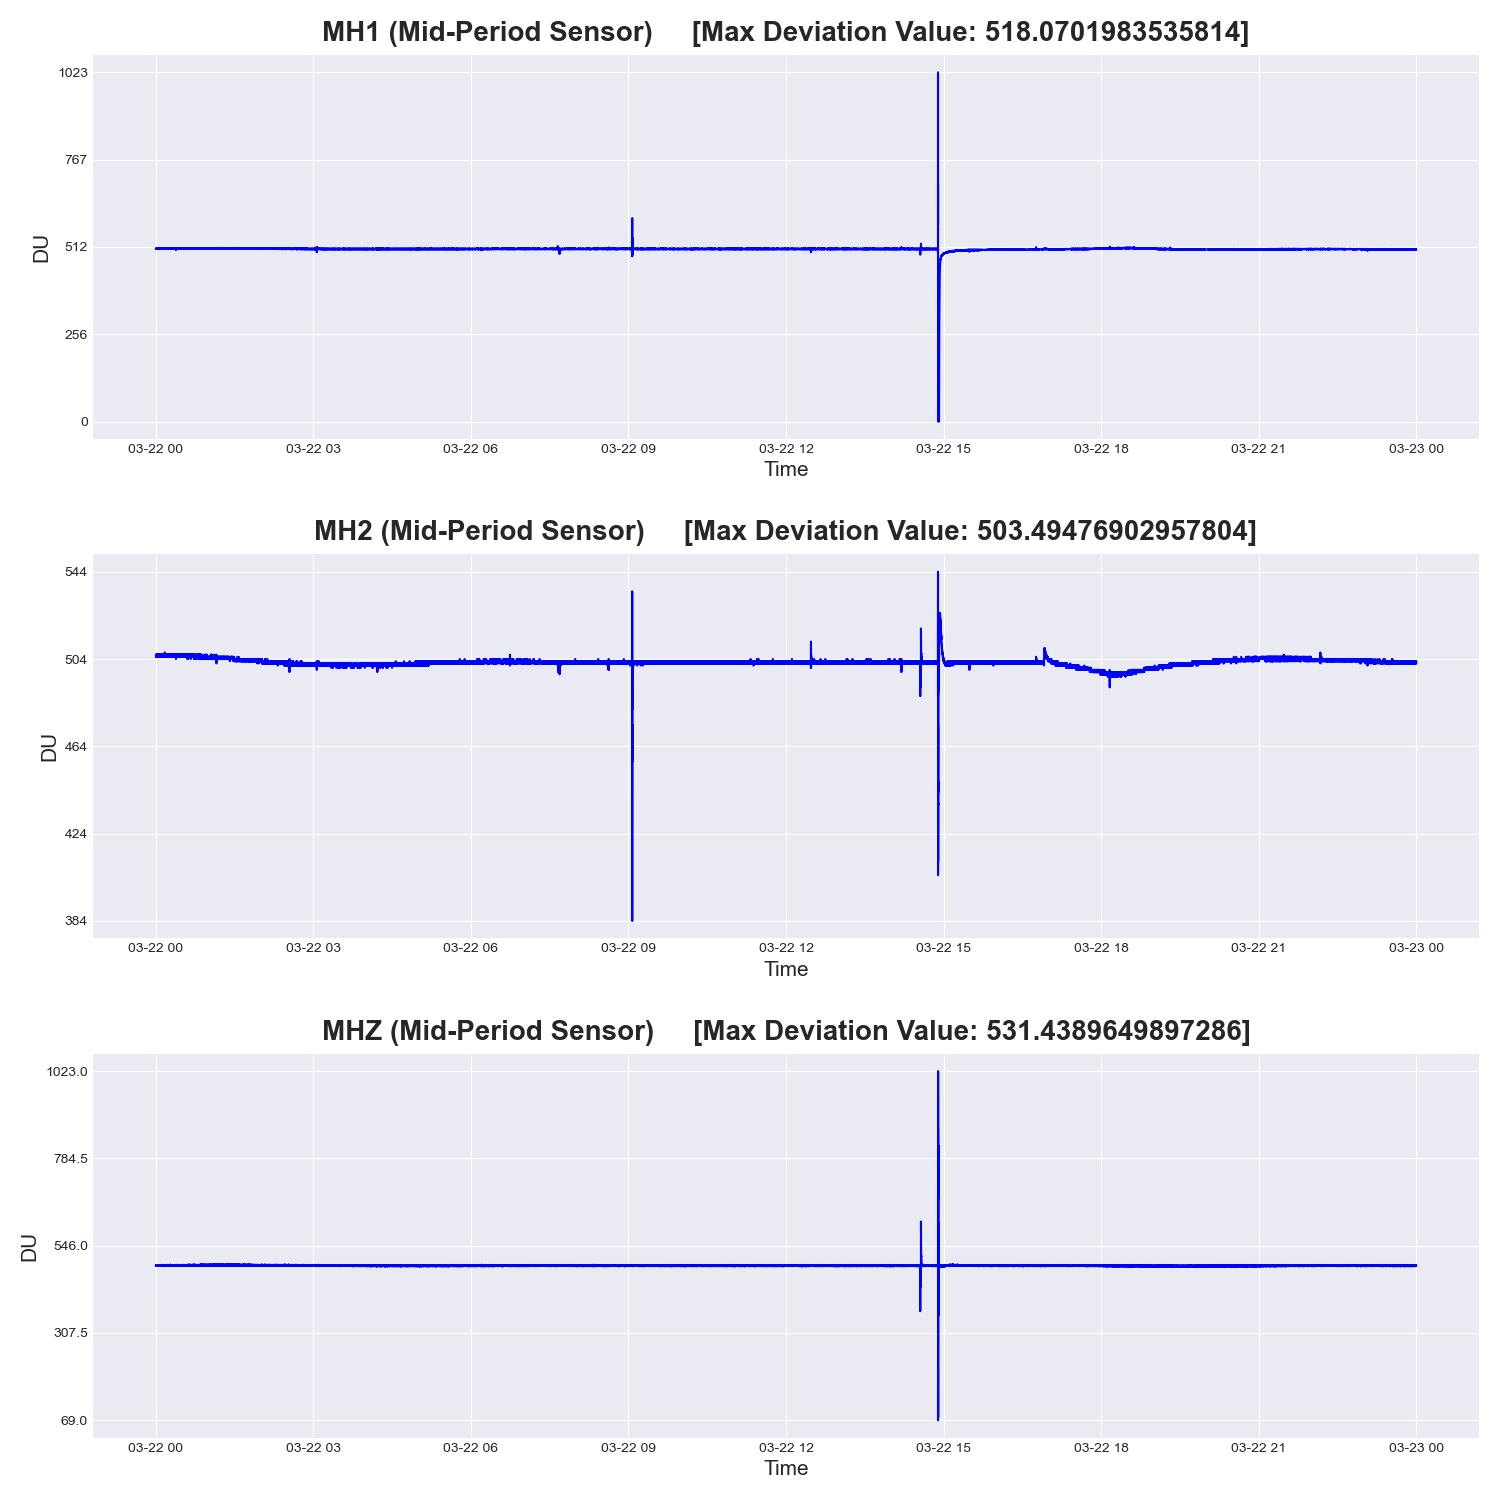 MH1 (Mid-Period Sensor) [Max Deviation Value: 518.0701983535814]
1023
767
512
256
0
DU
03-22 00 03-22 03 03-22 06 03-22 09 03-22 12 03-22 15 03-22 18 03-22 21 03-23 00
Time
MH2 (Mid-Period Sensor) [Max Deviation Value: 503.49476902957804]
544
504
464
424
384
DU
03-22 00 03-22 03 03-22 06 03-22 09 03-22 12 03-22 15 03-22 18 03-22 21 03-23 00
Time
MHZ (Mid-Period Sensor) [Max Deviation Value: 531.4389649897286]
1023.0
784.5
546.0
307.5
69.0
DU
03-22 00 03-22 03 03-22 06 03-22 09 03-22 12 03-22 15 03-22 18 03-22 21 03-23 00
Time